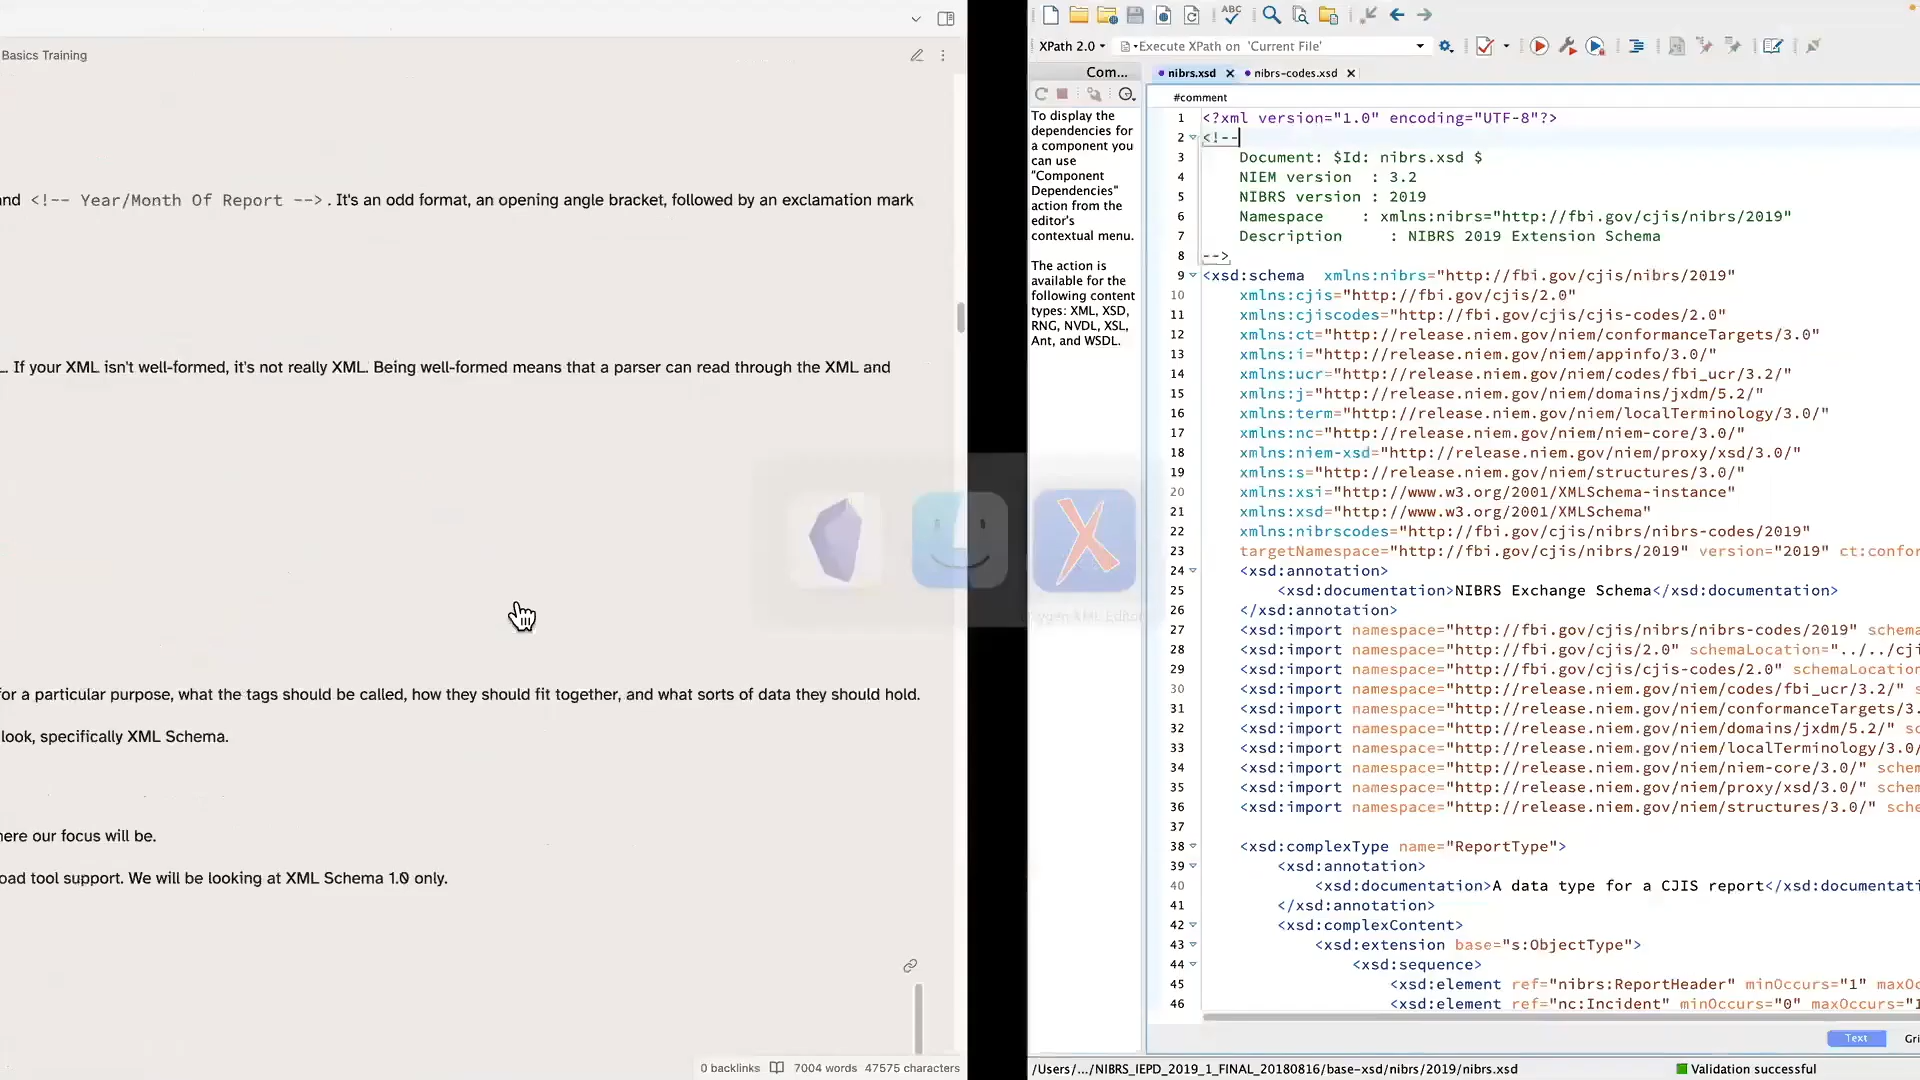 Basics Training
and <!-- Year/Month Of Report --> . It's an odd format, an opening angle bracket, followed by an exclamation mark
. If your XML isn't well-formed, it's not really XML. Being well-formed means that a parser can read through the XML and
for a particular purpose, what the tags should be called, how they should fit together, and what sorts of data they should hold.
look, specifically XML Schema.
here our focus will be.
oad tool support. We will be looking at XML Schema 1.0 only.
0 backlinks 7004 words 47575 characters
ABC
XPath 2.0 Execute XPath on 'Current File'
Com...
nibrs.xsd nibrs-codes.xsd
To display the
dependencies for
a component you
can use
"Component
Dependencies"
action from the
editor's
contextual menu.
The action is
available for the
following content
types: XML, XSD,
RNG, NVDL, XSL,
Ant, and WSDL.
#comment
1 <?xml version="1.0" encoding="UTF-8"?>
2 <!--
3 Document: $Id: nibrs.xsd $
4 NIEM version : 3.2
5 NIBRS version : 2019
6 Namespace : xmlns:nibrs="http://fbi.gov/cjis/nibrs/2019"
7 Description : NIBRS 2019 Extension Schema
8 -->
9 <xsd:schema xmlns:nibrs="http://fbi.gov/cjis/nibrs/2019"
10 xmlns:cjis="http://fbi.gov/cjis/2.0"
11 xmlns:cjiscodes="http://fbi.gov/cjis/cjis-codes/2.0"
12 xmlns:ct="http://release.niem.gov/niem/conformanceTargets/3.0"
13 xmlns:i="http://release.niem.gov/niem/appinfo/3.0/"
14 xmlns:ucr="http://release.niem.gov/niem/codes/fbi_ucr/3.2/"
15 xmlns:j="http://release.niem.gov/niem/domains/jxdm/5.2/"
16 xmlns:term="http://release.niem.gov/niem/localTerminology/3.0/"
17 xmlns:nc="http://release.niem.gov/niem/niem-core/3.0/"
18 xmlns:niem-xsd="http://release.niem.gov/niem/proxy/xsd/3.0/"
19 xmlns:s="http://release.niem.gov/niem/structures/3.0/"
20 xmlns:xsi="http://www.w3.org/2001/XMLSchema-instance"
21 xmlns:xsd="http://www.w3.org/2001/XMLSchema"
22 xmlns:nibrscodes="http://fbi.gov/cjis/nibrs/nibrs-codes/2019"
23 targetNamespace="http://fbi.gov/cjis/nibrs/2019" version="2019" ct:confor
24 <xsd:annotation>
25 <xsd:documentation>NIBRS Exchange Schema</xsd:documentation>
26 </xsd:annotation>
27 <xsd:import namespace="http://fbi.gov/cjis/nibrs/nibrs-codes/2019" schema
28 <xsd:import namespace="http://fbi.gov/cjis/2.0" schemaLocation="../../cji
29 <xsd:import namespace="http://fbi.gov/cjis/cjis-codes/2.0" schemaLocation
30 <xsd:import namespace="http://release.niem.gov/niem/codes/fbi_ucr/3.2/" s
31 <xsd:import namespace="http://release.niem.gov/niem/conformanceTargets/3.
32 <xsd:import namespace="http://release.niem.gov/niem/domains/jxdm/5.2/" sc
33 <xsd:import namespace="http://release.niem.gov/niem/localTerminology/3.0/
34 <xsd:import namespace="http://release.niem.gov/niem/niem-core/3.0/" schem
35 <xsd:import namespace="http://release.niem.gov/niem/proxy/xsd/3.0/" schem
36 <xsd:import namespace="http://release.niem.gov/niem/structures/3.0/" sche
37
38 <xsd:complexType name="ReportType">
39 <xsd:annotation>
40 <xsd:documentation>A data type for a CJIS report</xsd:documentati
41 </xsd:annotation>
42 <xsd:complexContent>
43 <xsd:extension base="s:ObjectType">
44 <xsd:sequence>
45 <xsd:element ref="nibrs:ReportHeader" minOccurs="1" maxO
46 <xsd:element ref="nc:Incident" minOccurs="0" maxOccurs="1
Text Gri
/Users/.../NIBRS_IEPD_2019_1_FINAL_20180816/base-xsd/nibrs/2019/nibrs.xsd Validation successful